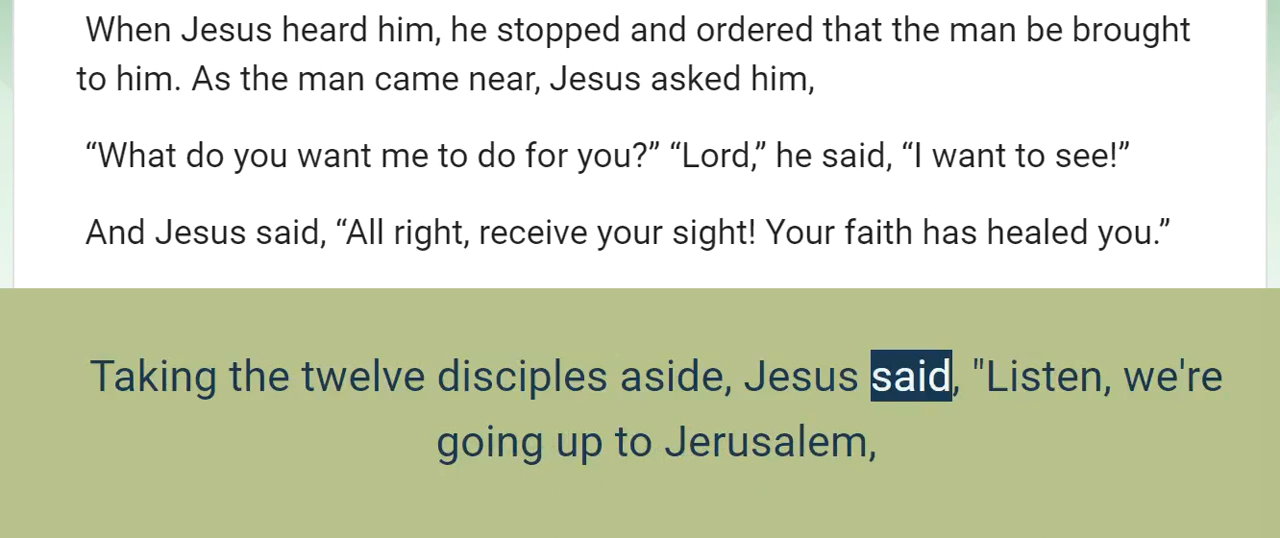 When Jesus heard him, he stopped and ordered that the man be brought
to him. As the man came near, Jesus asked him,
“What do you want me to do for you?” “Lord,” he said, “I want to see!”
And Jesus said, “All right, receive your sight! Your faith has healed you.”
Taking the twelve disciples aside, Jesus said, "Listen, we're
going up to Jerusalem,